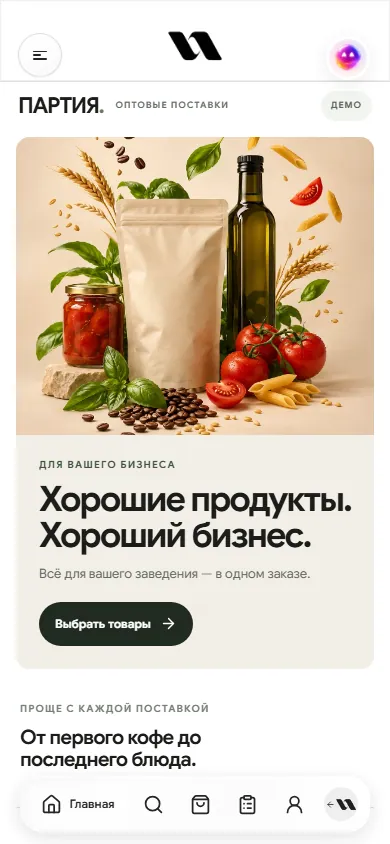 ПАРТИЯ.
ОПТОВЫЕ ПОСТАВКИ
ДЕМО
ДЛЯ ВАШЕГО БИЗНЕСА
Хорошие продукты.
Хороший бизнес.
Всё для вашего заведения — в одном заказе.
Выбрать товары →
ПРОЩЕ С КАЖДОЙ ПОСТАВКОЙ
От первого кофе до
последнего блюда.
Главная